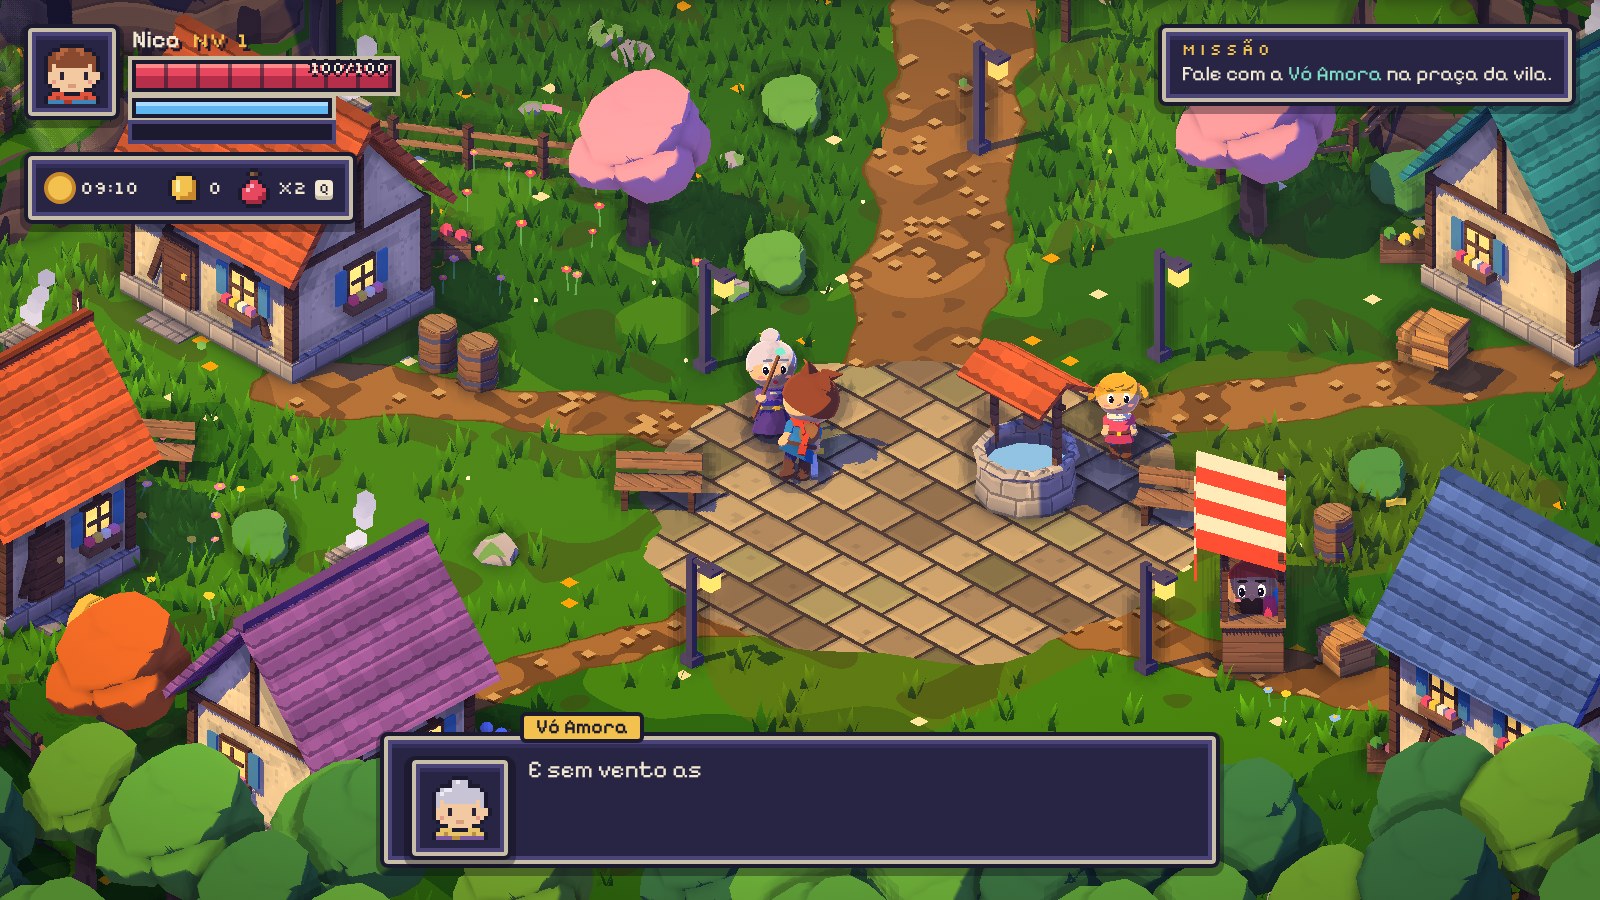 Nico NV 1
100/100
09:10 0 X2 Q
MISSÃO
Fale com a Vó Amora na praça da vila.
Vó Amora
E sem vento as